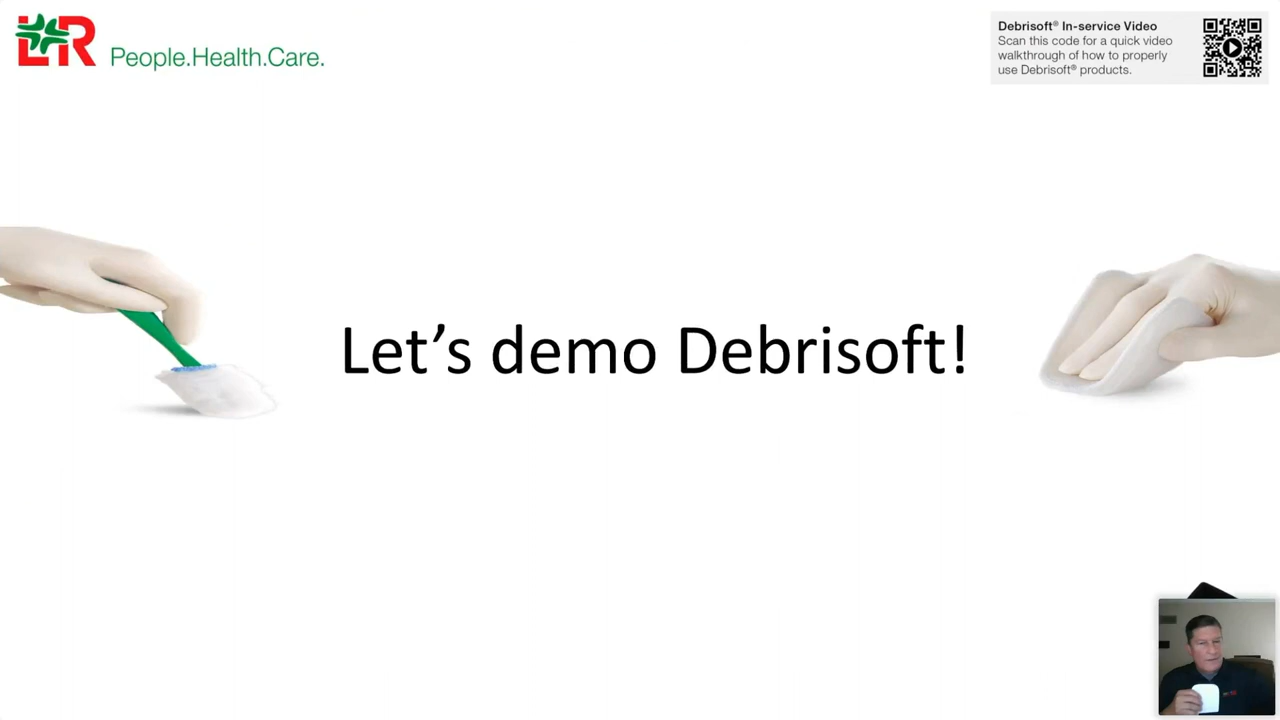 L&R People.Health.Care.
Debrisoft® In-service Video
Scan this code for a quick video
walkthrough of how to properly
use Debrisoft® products.
Let's demo Debrisoft!